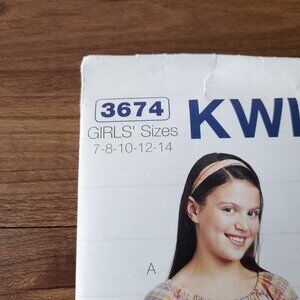 3674
KWI
GIRLS' Sizes
7-8-10-12-14
A